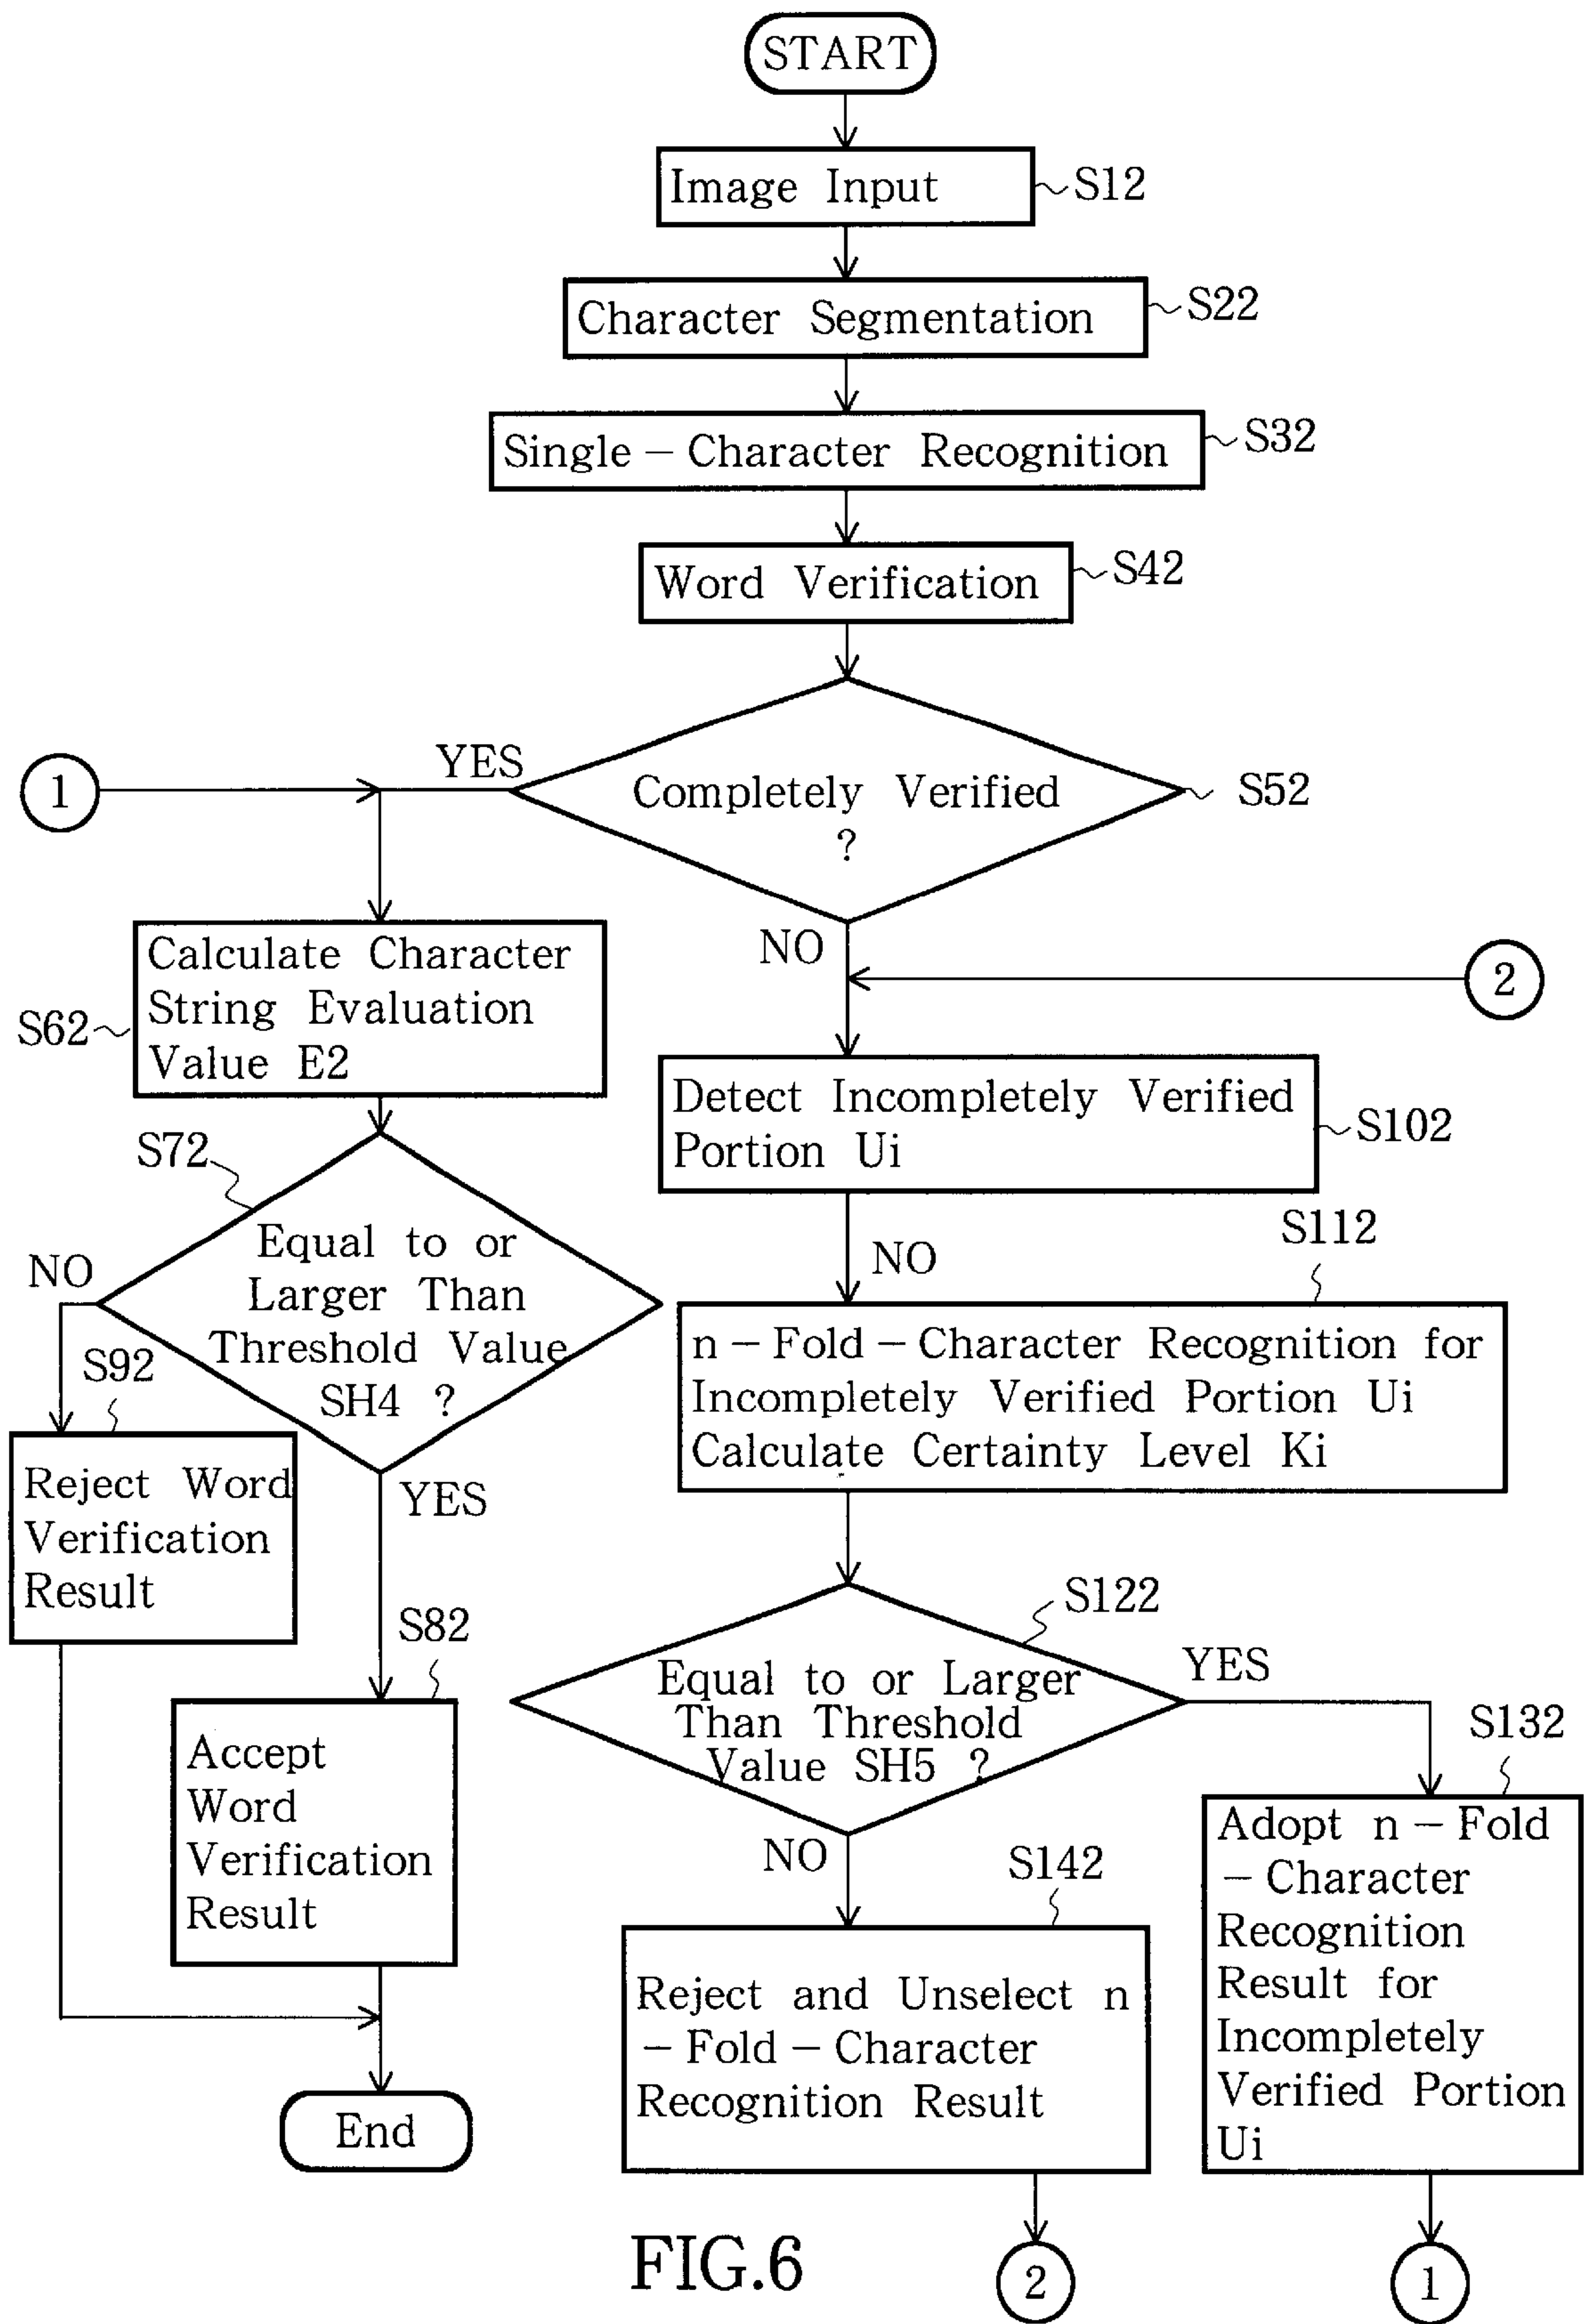 START
Image Input
S12
Character Segmentation
S22
Single－Character Recognition
S32
Word Verification
S42
Completely Verified
?
S52
YES
1
NO
2
Calculate Character
String Evaluation
Value E2
S62
Detect Incompletely Verified
Portion Ui
S102
S72
Equal to or
Larger Than
Threshold Value
SH4 ?
NO
YES
NO
S112
n－Fold－Character Recognition for
Incompletely Verified Portion Ui
Calculate Certainty Level Ki
S92
Reject Word
Verification
Result
S82
Accept
Word
Verification
Result
S122
Equal to or Larger
Than Threshold
Value SH5 ?
YES
NO
S132
Adopt n－Fold
－Character
Recognition
Result for
Incompletely
Verified Portion
Ui
S142
Reject and Unselect n
－Fold－Character
Recognition Result
End
2
1
FIG.6